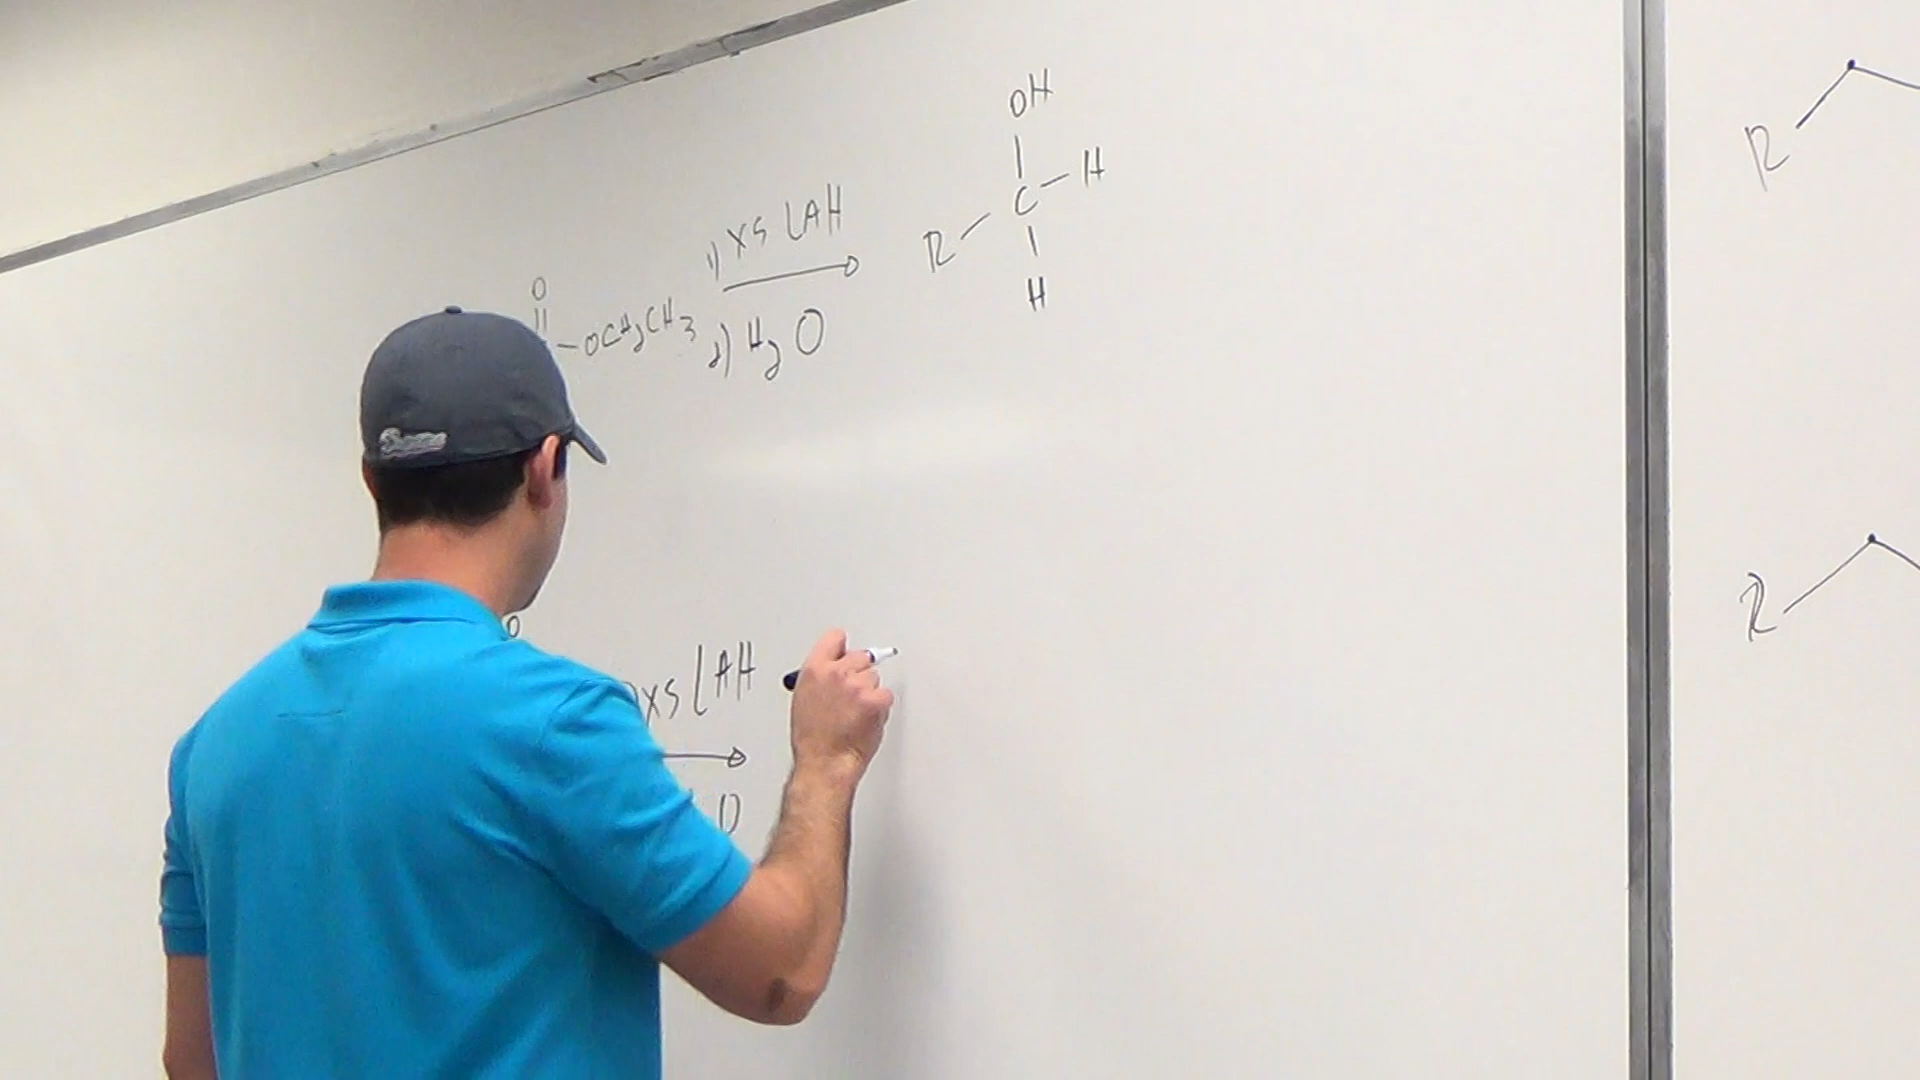 OH
C – H
R
H
1) XS LAH
O
OCH2CH3
2) H2O
O
XS LAH
O
R
R